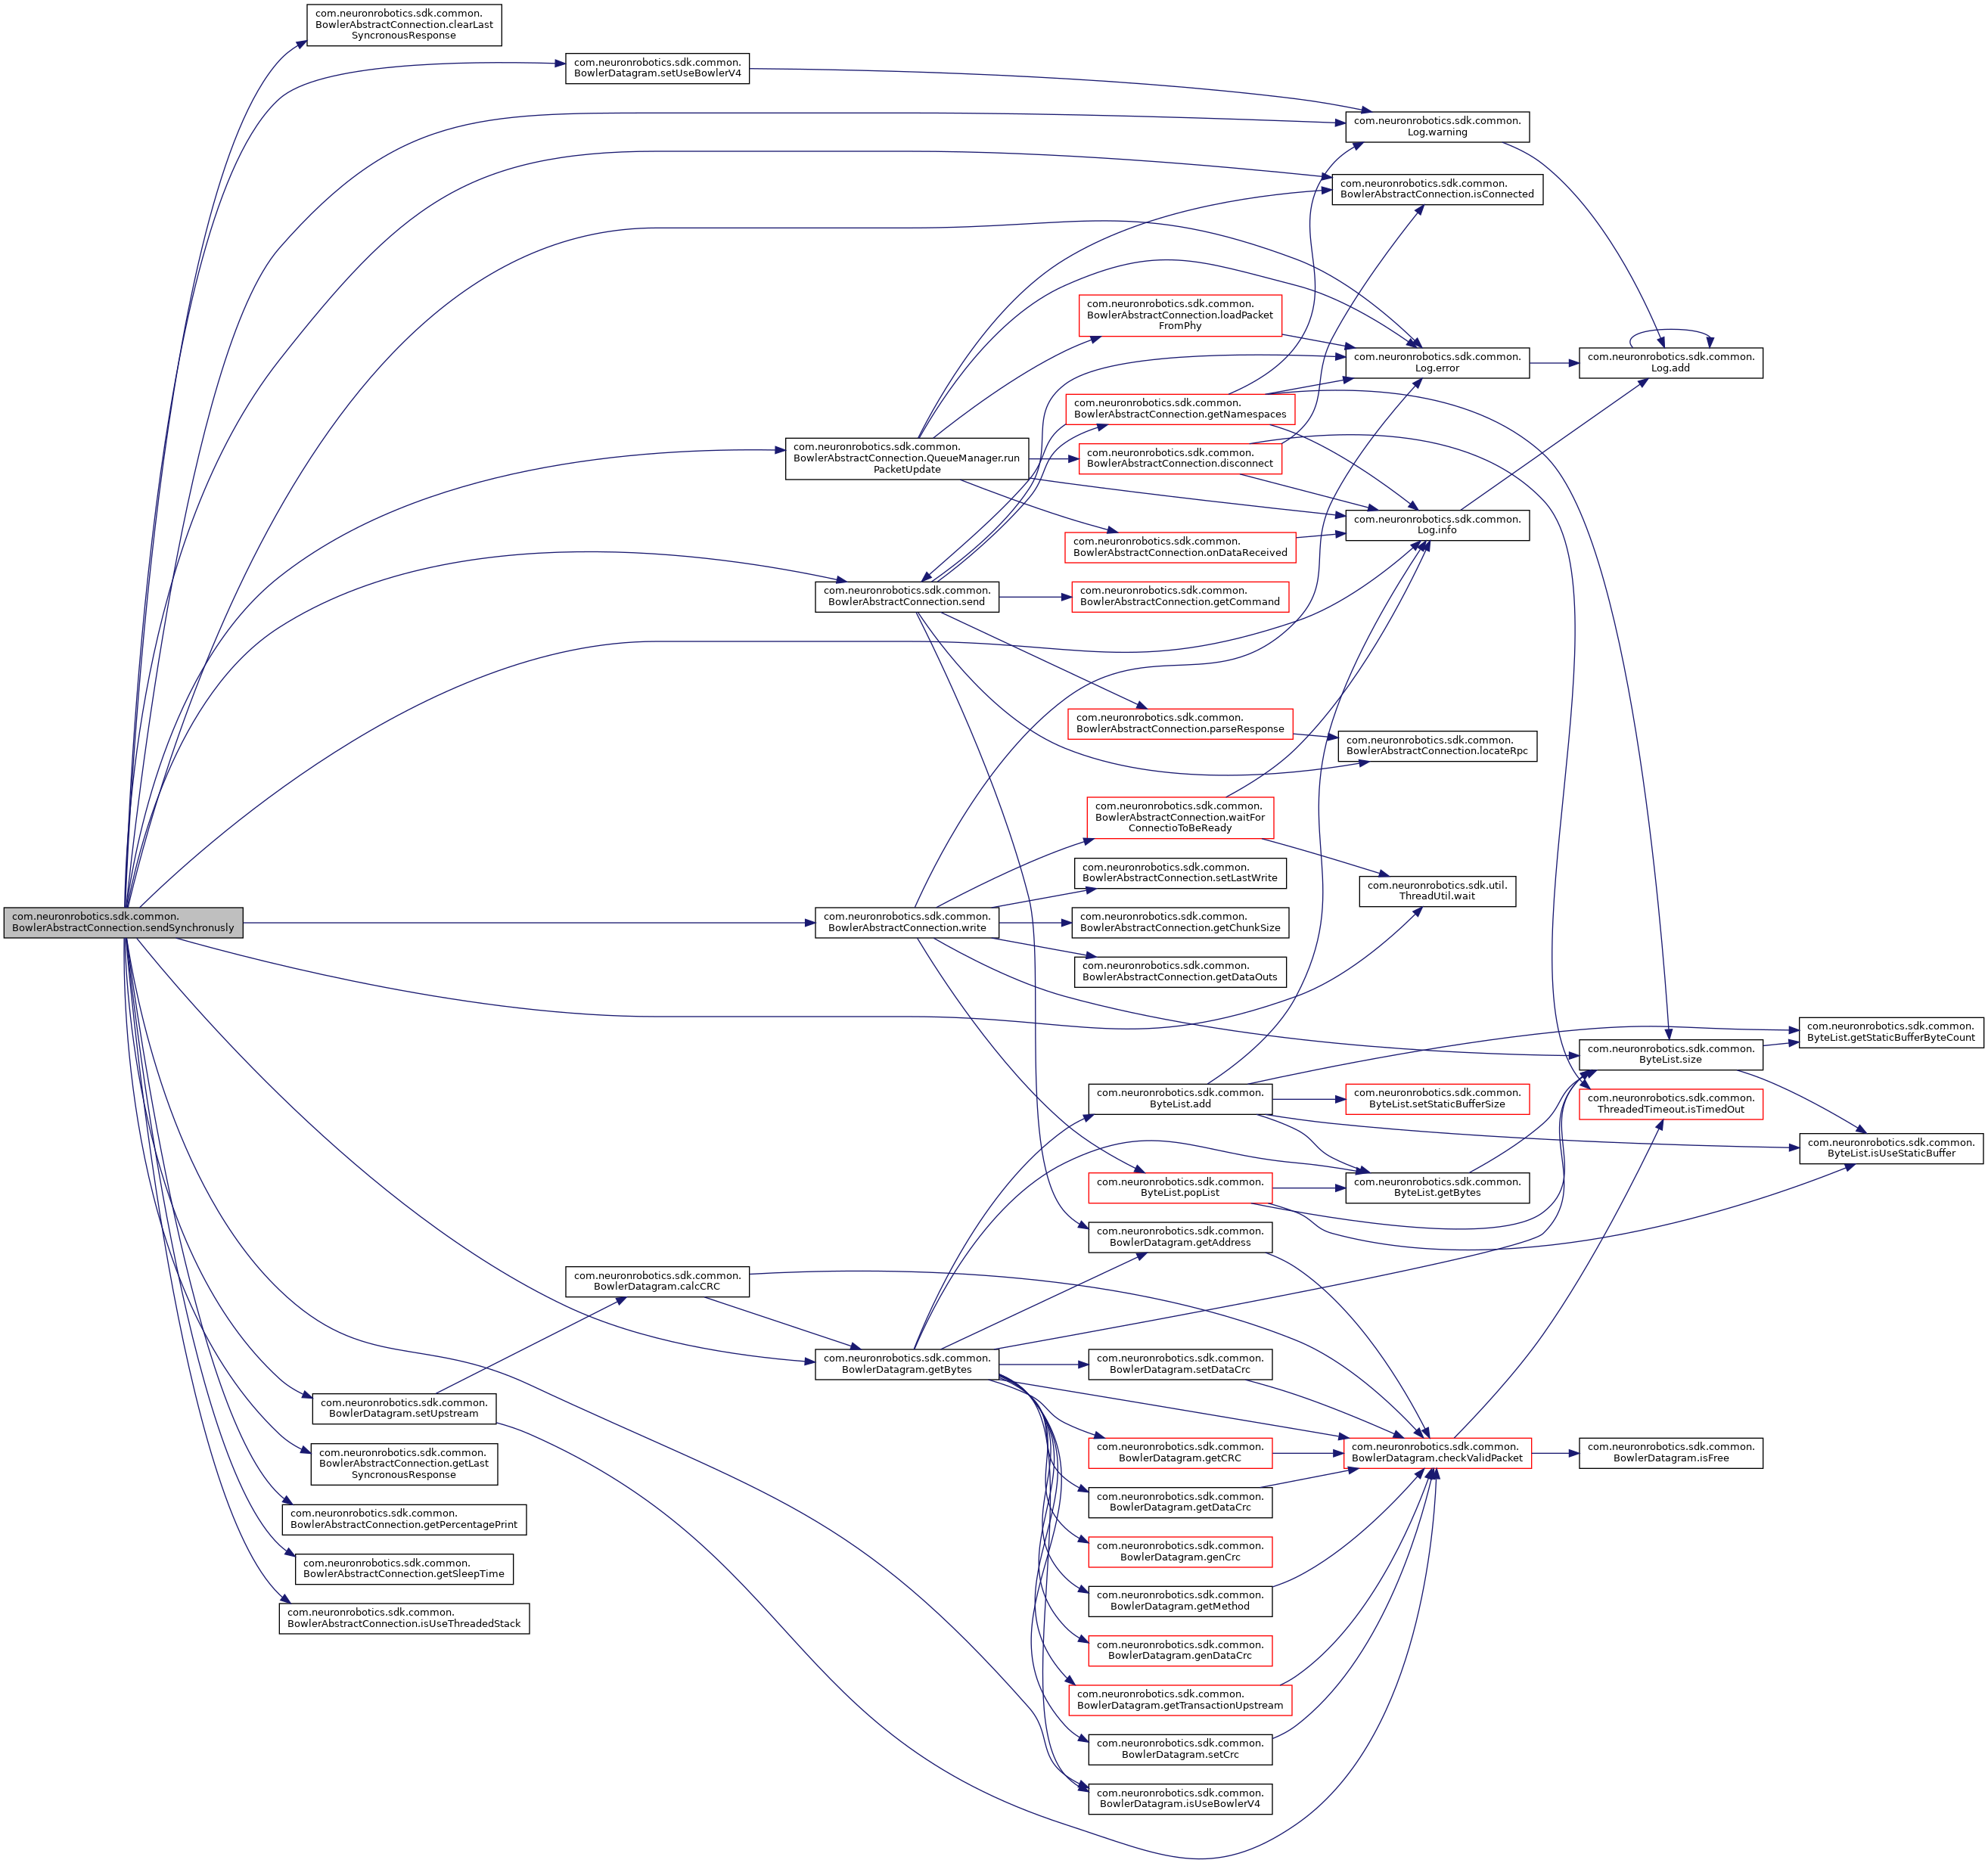 com.neuronrobotics.sdk.common.
BowlerAbstractConnection.clearLast
SyncronousResponse
com.neuronrobotics.sdk.common.
BowlerDatagram.setUseBowlerV4
com.neuronrobotics.sdk.common.
Log.warning
com.neuronrobotics.sdk.common.
BowlerAbstractConnection.isConnected
com.neuronrobotics.sdk.common.
BowlerAbstractConnection.loadPacket
FromPhy
com.neuronrobotics.sdk.common.
Log.error
com.neuronrobotics.sdk.common.
Log.add
com.neuronrobotics.sdk.common.
BowlerAbstractConnection.getNamespaces
com.neuronrobotics.sdk.common.
BowlerAbstractConnection.QueueManager.run
PacketUpdate
com.neuronrobotics.sdk.common.
BowlerAbstractConnection.disconnect
com.neuronrobotics.sdk.common.
Log.info
com.neuronrobotics.sdk.common.
BowlerAbstractConnection.onDataReceived
com.neuronrobotics.sdk.common.
BowlerAbstractConnection.send
com.neuronrobotics.sdk.common.
BowlerAbstractConnection.getCommand
com.neuronrobotics.sdk.common.
BowlerAbstractConnection.parseResponse
com.neuronrobotics.sdk.common.
BowlerAbstractConnection.locateRpc
com.neuronrobotics.sdk.common.
BowlerAbstractConnection.waitFor
ConnectioToBeReady
com.neuronrobotics.sdk.common.
BowlerAbstractConnection.setLastWrite
com.neuronrobotics.sdk.util.
ThreadUtil.wait
com.neuronrobotics.sdk.common.
BowlerAbstractConnection.sendSynchronusly
com.neuronrobotics.sdk.common.
BowlerAbstractConnection.write
com.neuronrobotics.sdk.common.
BowlerAbstractConnection.getChunkSize
com.neuronrobotics.sdk.common.
BowlerAbstractConnection.getDataOuts
com.neuronrobotics.sdk.common.
ByteList.getStaticBufferByteCount
com.neuronrobotics.sdk.common.
ByteList.size
com.neuronrobotics.sdk.common.
ByteList.add
com.neuronrobotics.sdk.common.
ByteList.setStaticBufferSize
com.neuronrobotics.sdk.common.
ThreadedTimeout.isTimedOut
com.neuronrobotics.sdk.common.
ByteList.isUseStaticBuffer
com.neuronrobotics.sdk.common.
ByteList.popList
com.neuronrobotics.sdk.common.
ByteList.getBytes
com.neuronrobotics.sdk.common.
BowlerDatagram.getAddress
com.neuronrobotics.sdk.common.
BowlerDatagram.calcCRC
com.neuronrobotics.sdk.common.
BowlerDatagram.getBytes
com.neuronrobotics.sdk.common.
BowlerDatagram.setDataCrc
com.neuronrobotics.sdk.common.
BowlerDatagram.setUpstream
com.neuronrobotics.sdk.common.
BowlerDatagram.getCRC
com.neuronrobotics.sdk.common.
BowlerDatagram.checkValidPacket
com.neuronrobotics.sdk.common.
BowlerDatagram.isFree
com.neuronrobotics.sdk.common.
BowlerAbstractConnection.getLast
SyncronousResponse
com.neuronrobotics.sdk.common.
BowlerDatagram.getDataCrc
com.neuronrobotics.sdk.common.
BowlerAbstractConnection.getPercentagePrint
com.neuronrobotics.sdk.common.
BowlerDatagram.genCrc
com.neuronrobotics.sdk.common.
BowlerAbstractConnection.getSleepTime
com.neuronrobotics.sdk.common.
BowlerDatagram.getMethod
com.neuronrobotics.sdk.common.
BowlerAbstractConnection.isUseThreadedStack
com.neuronrobotics.sdk.common.
BowlerDatagram.genDataCrc
com.neuronrobotics.sdk.common.
BowlerDatagram.getTransactionUpstream
com.neuronrobotics.sdk.common.
BowlerDatagram.setCrc
com.neuronrobotics.sdk.common.
BowlerDatagram.isUseBowlerV4